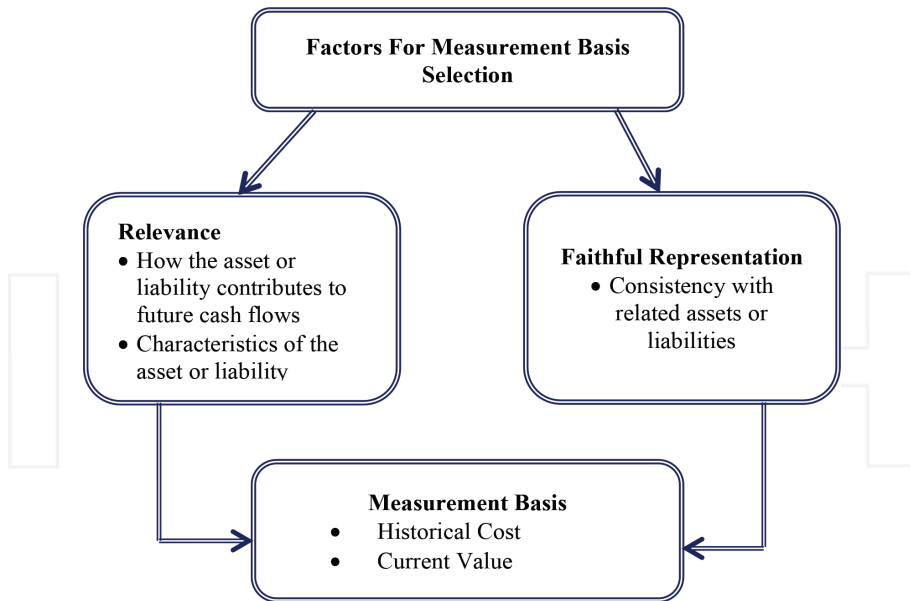 Factors For Measurement Basis
Selection
Relevance
• How the asset or
liability contributes to
future cash flows
• Characteristics of the
asset or liability
Faithful Representation
• Consistency with
related assets or
liabilities
Measurement Basis
• Historical Cost
• Current Value